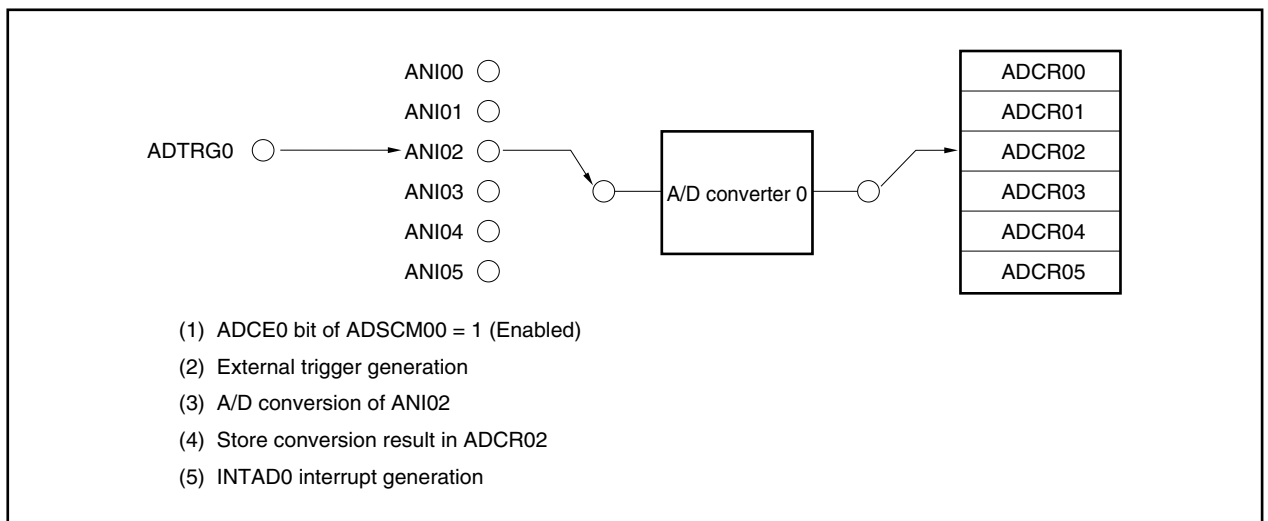 ANI00
ANI01
ADTRG0
ANI02
ANI03
ANI04
ANI05
A/D converter 0
ADCR00
ADCR01
ADCR02
ADCR03
ADCR04
ADCR05
(1) ADCE0 bit of ADSCM00 = 1 (Enabled)
(2) External trigger generation
(3) A/D conversion of ANI02
(4) Store conversion result in ADCR02
(5) INTAD0 interrupt generation